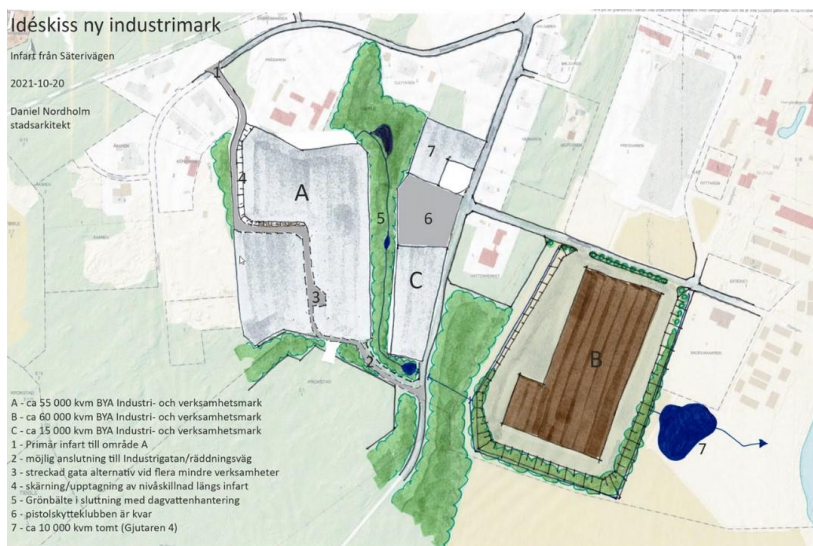 Idéskiss ny industrimark
Infart från Säterivägen
2021-10-20
Daniel Nordholm
stadsarkitekt
1
7
4
A
5
6
C
3
2
B
7
A - ca 55 000 kvm BYA Industri- och verksamhetsmark
B - ca 60 000 kvm BYA Industri- och verksamhetsmark
C - ca 15 000 kvm BYA Industri- och verksamhetsmark
1 - Primär infart till område A
2 - möjlig anslutning till Industrigatan/räddningsväg
3 - streckad gata alternativ vid flera mindre verksamheter
4 - skärning/upptagning av nivåskillnad längs infart
5 - Grönbälte i sluttning med dagvattenhantering
6 - pistolskytteklubben är kvar
7 - ca 10 000 kvm tomt (Gjutaren 4)